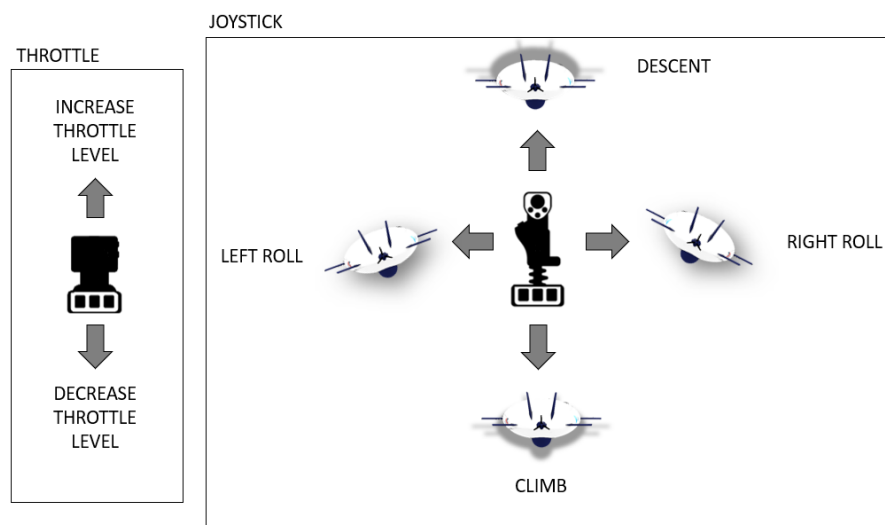 JOYSTICK
THROTTLE
INCREASE
THROTTLE
LEVEL
DECREASE
THROTTLE
LEVEL
DESCENT
LEFT ROLL
RIGHT ROLL
CLIMB